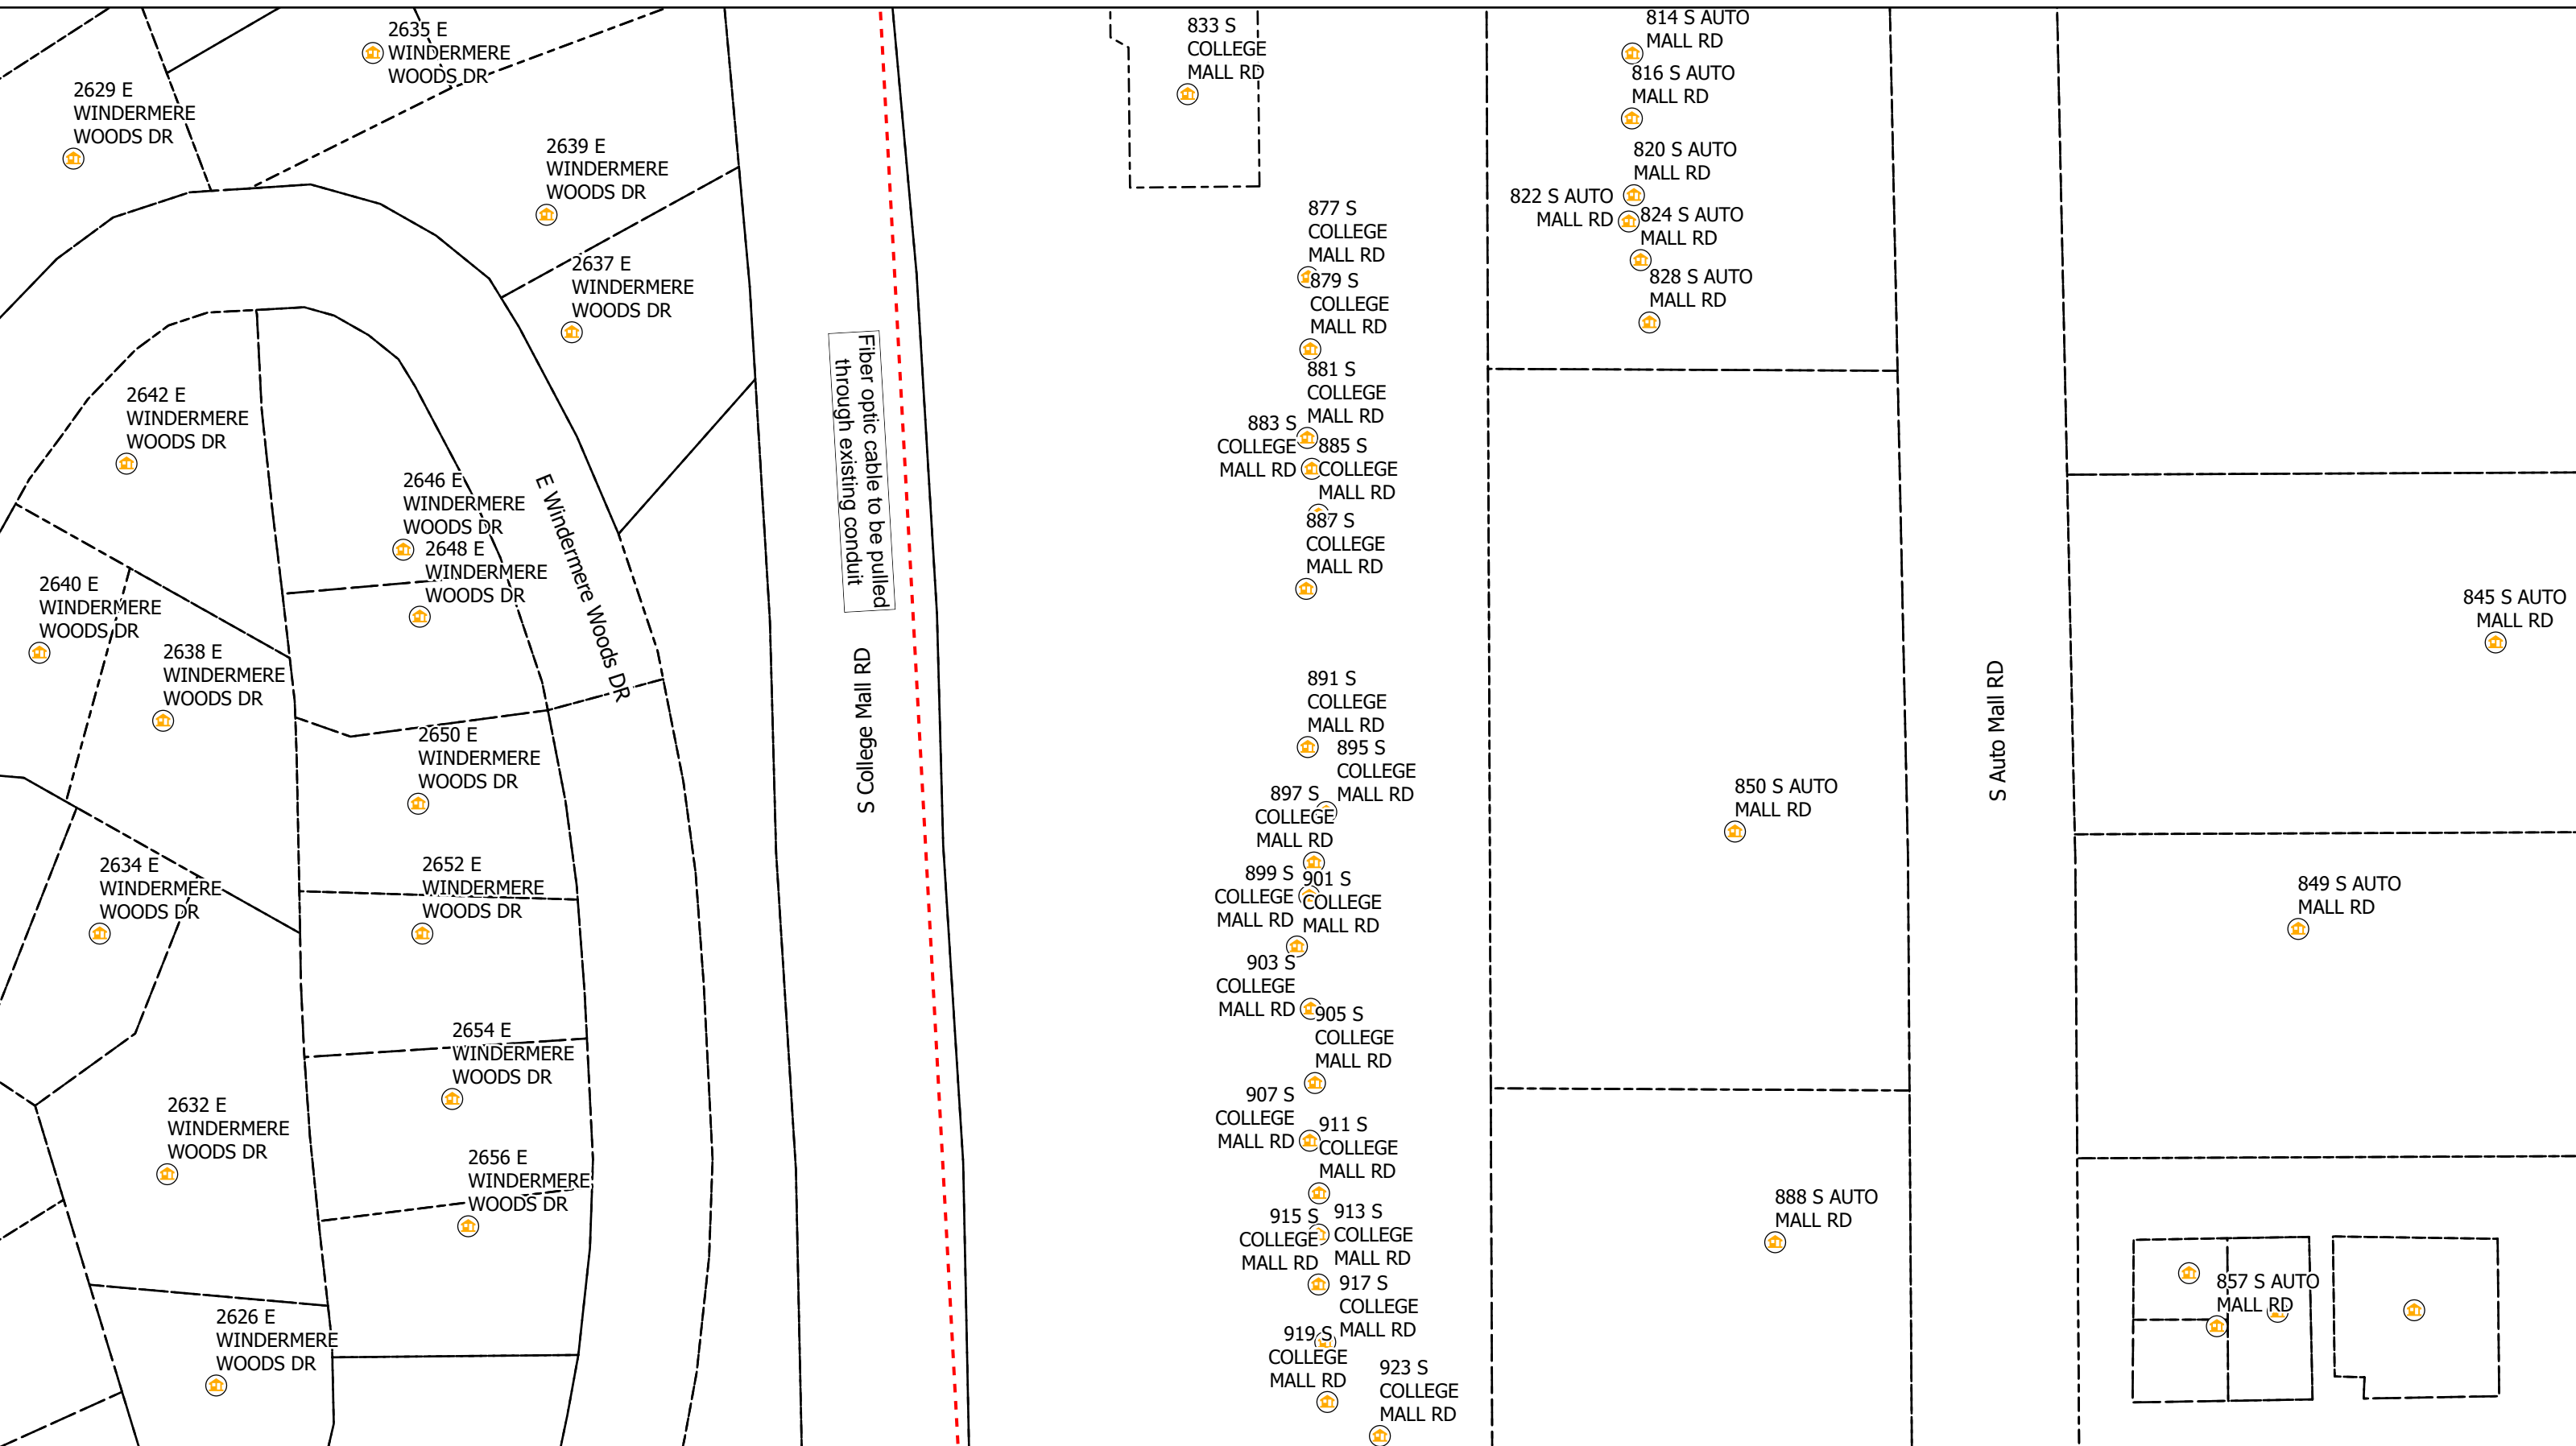 2635 E
WINDERMERE
WOODS DR
2629 E
WINDERMERE
WOODS DR
2639 E
WINDERMERE
WOODS DR
2637 E
WINDERMERE
WOODS DR
2642 E
WINDERMERE
WOODS DR
2646 E
WINDERMERE
WOODS DR
2648 E
WINDERMERE
WOODS DR
2640 E
WINDERMERE
WOODS DR
2638 E
WINDERMERE
WOODS DR
2650 E
WINDERMERE
WOODS DR
2634 E
WINDERMERE
WOODS DR
2652 E
WINDERMERE
WOODS DR
2654 E
WINDERMERE
WOODS DR
2632 E
WINDERMERE
WOODS DR
2656 E
WINDERMERE
WOODS DR
2626 E
WINDERMERE
WOODS DR
E Windermere Woods DR
Fiber optic cable to be pulled
through existing conduit
S College Mall RD
833 S
COLLEGE
MALL RD
877 S
COLLEGE
MALL RD
879 S
COLLEGE
MALL RD
881 S
COLLEGE
MALL RD
883 S
COLLEGE
MALL RD
885 S
COLLEGE
MALL RD
887 S
COLLEGE
MALL RD
891 S
COLLEGE
MALL RD
895 S
COLLEGE
MALL RD
897 S
COLLEGE
MALL RD
899 S
COLLEGE
MALL RD
901 S
COLLEGE
MALL RD
903 S
COLLEGE
MALL RD
905 S
COLLEGE
MALL RD
907 S
COLLEGE
MALL RD
911 S
COLLEGE
MALL RD
913 S
COLLEGE
MALL RD
915 S
COLLEGE
MALL RD
917 S
COLLEGE
MALL RD
919 S
COLLEGE
MALL RD
923 S
COLLEGE
MALL RD
814 S AUTO
MALL RD
816 S AUTO
MALL RD
820 S AUTO
MALL RD
822 S AUTO
MALL RD
824 S AUTO
MALL RD
828 S AUTO
MALL RD
850 S AUTO
MALL RD
888 S AUTO
MALL RD
S Auto Mall RD
845 S AUTO
MALL RD
849 S AUTO
MALL RD
857 S AUTO
MALL RD